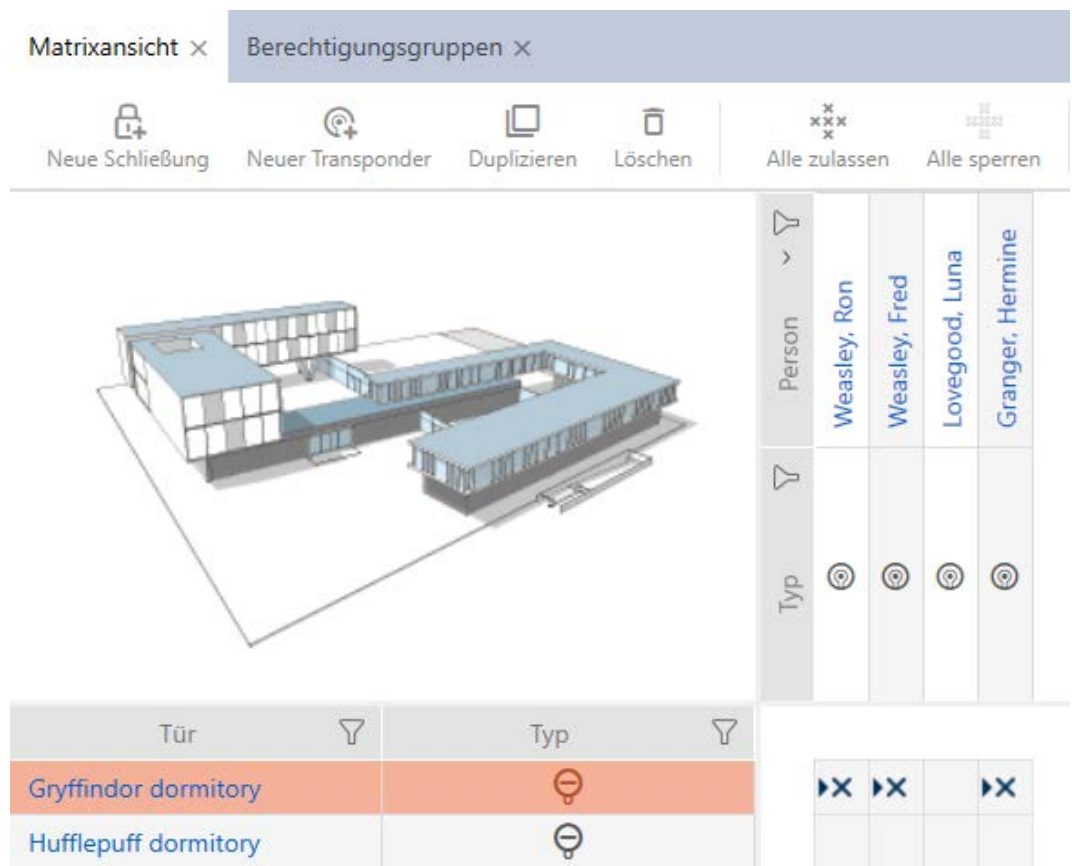 Matrixansicht ×
Berechtigungsgruppen ×
Neue Schließung
Neuer Transponder
Duplizieren
Löschen
Alle zulassen
Alle sperren
Person
Weasley, Ron
Weasley, Fred
Lovegood, Luna
Granger, Hermine
Typ
Tür
Typ
Gryffindor dormitory
Hufflepuff dormitory